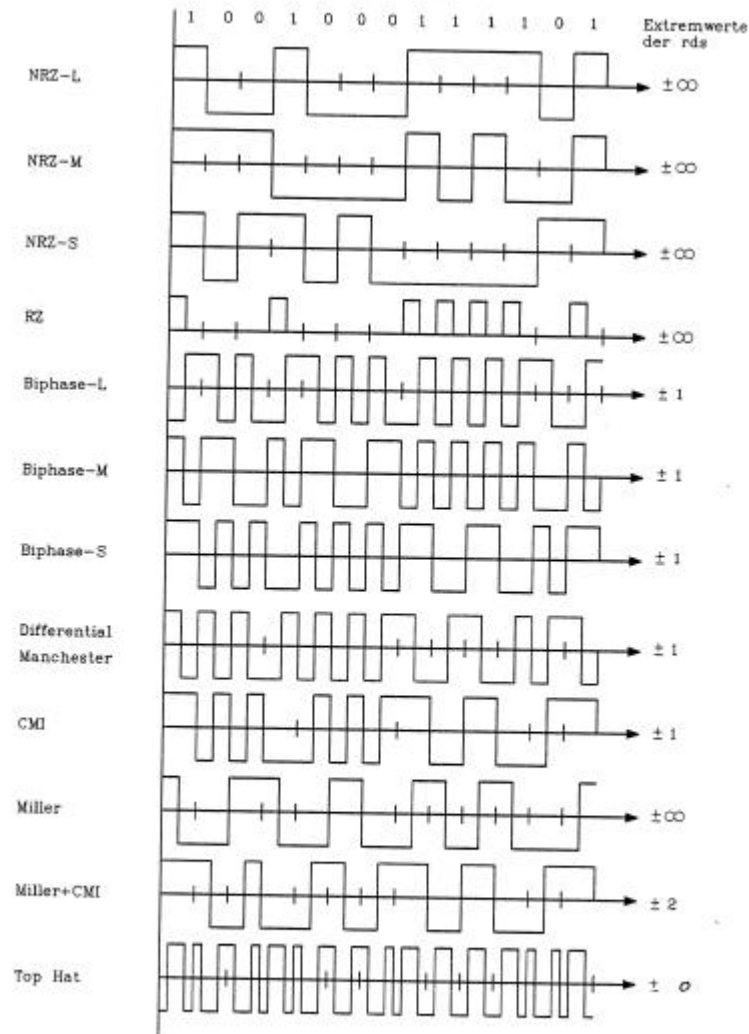 1 0 0 1 0 0 0 1 1 1 1 0 1
Extremwerte
der rds
NRZ-L
±∞
NRZ-M
±∞
NRZ-S
±∞
RZ
±∞
Biphase-L
± 1
Biphase-M
± 1
Biphase-S
± 1
Differential
Manchester
± 1
CMI
± 1
Miller
±∞
Miller+CMI
± 2
Top Hat
± 0